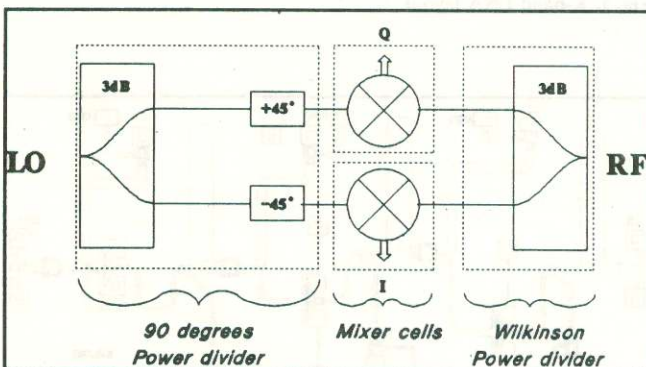 Q
3dB
3dB
+45°
LO
RF
-45°
I
90 degrees
Power divider
Mixer cells
Wilkinson
Power divider